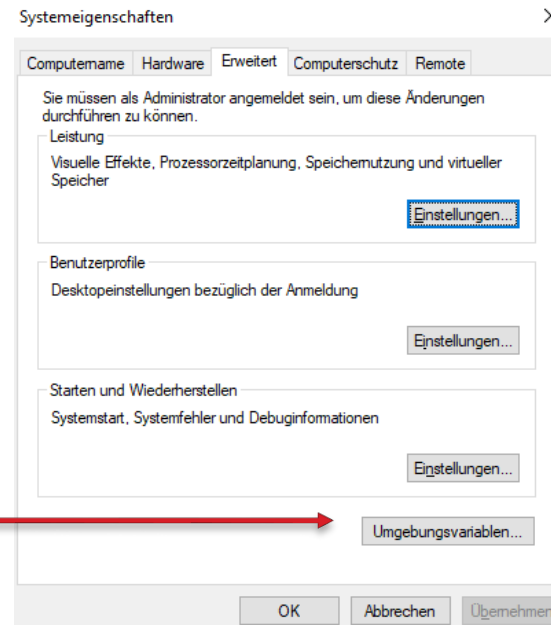 Systemeigenschaften
Computername Hardware Erweitert Computerschutz Remote
Sie müssen als Administrator angemeldet sein, um diese Änderungen
durchführen zu können.
Leistung
Visuelle Effekte, Prozessorzeitplanung, Speichernutzung und virtueller
Speicher
Einstellungen...
Benutzerprofile
Desktopeinstellungen bezüglich der Anmeldung
Einstellungen...
Starten und Wiederherstellen
Systemstart, Systemfehler und Debuginformationen
Einstellungen...
Umgebungsvariablen...
OK Abbrechen Übernehmen